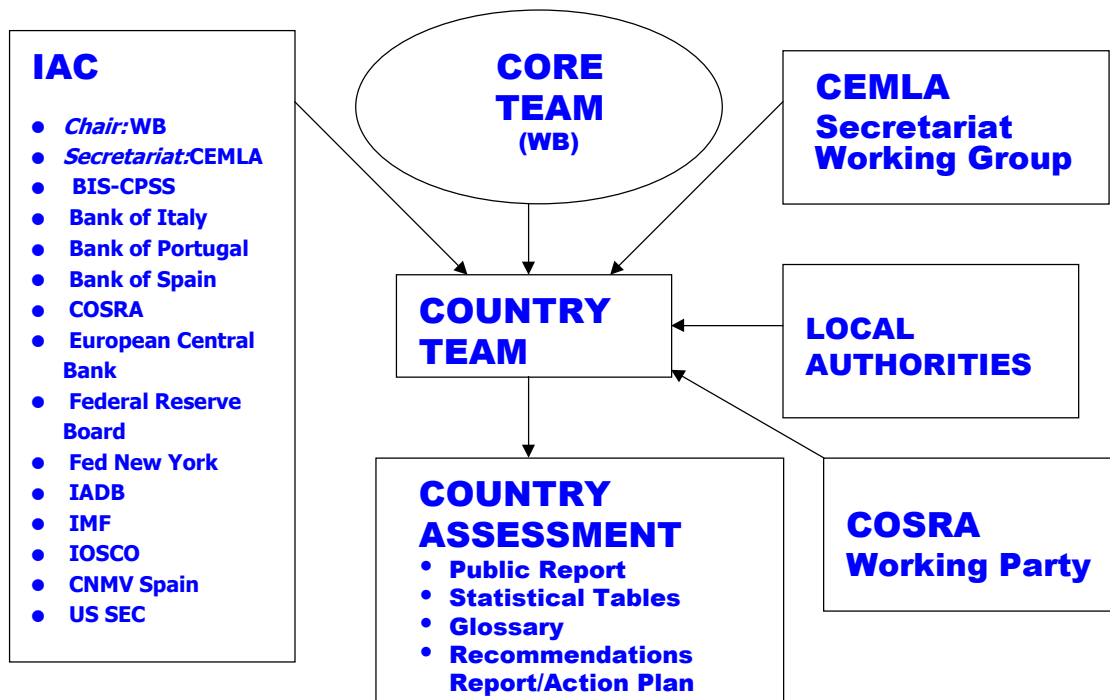 IAC
• Chair: WB
• Secretariat: CEMLA
• BIS-CPSS
• Bank of Italy
• Bank of Portugal
• Bank of Spain
• COSRA
• European Central
Bank
• Federal Reserve
Board
• Fed New York
• IADB
• IMF
• IOSCO
• CNMV Spain
• US SEC
CORE
TEAM
(WB)
CEMLA
Secretariat
Working Group
COUNTRY
TEAM
LOCAL
AUTHORITIES
COUNTRY
ASSESSMENT
• Public Report
• Statistical Tables
• Glossary
• Recommendations
Report/Action Plan
COSRA
Working Party